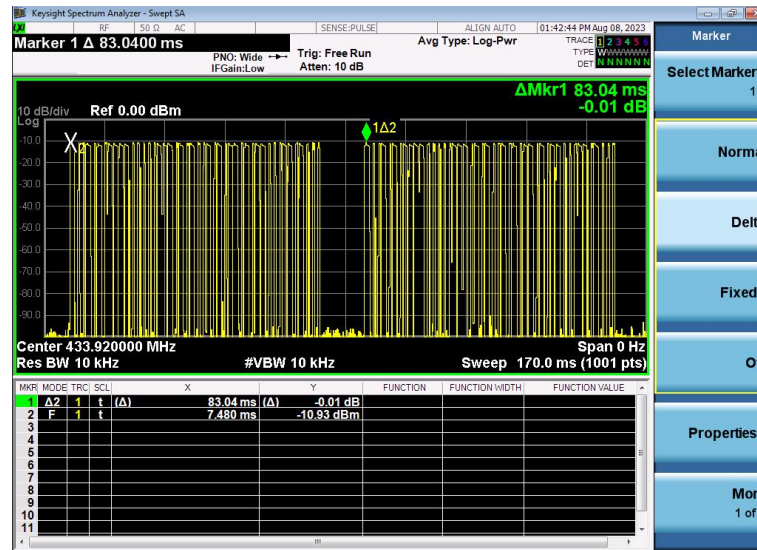 Keysight Spectrum Analyzer - Swept SA
LXI RF 50 Ω AC SENSE:PULSE ALIGN AUTO 01:42:44 PM Aug 08, 2023
Marker 1 Δ 83.0400 ms
PNO: Wide
IFGain:Low
Trig: Free Run
Atten: 10 dB
Avg Type: Log-Pwr
TRACE 1 2 3 4 5 6
TYPE WWWWWW
DET N N N N N N
ΔMkr1 83.04 ms
-0.01 dB
10 dB/div Ref 0.00 dBm
Log
1Δ2
-10.0
X2
-20.0
-30.0
-40.0
-50.0
-60.0
-70.0
-80.0
-90.0
Center 433.920000 MHz Span 0 Hz
Res BW 10 kHz #VBW 10 kHz Sweep 170.0 ms (1001 pts)
MKR MODE TRC SCL X Y FUNCTION FUNCTION WIDTH FUNCTION VALUE
1 Δ2 1 t (Δ) 83.04 ms (Δ) -0.01 dB
2 F 1 t 7.480 ms -10.93 dBm
3
4
5
6
7
8
9
10
11
Marker
Select Marker
1
Norma
Delt
Fixed
O
Properties
Mor
1 of